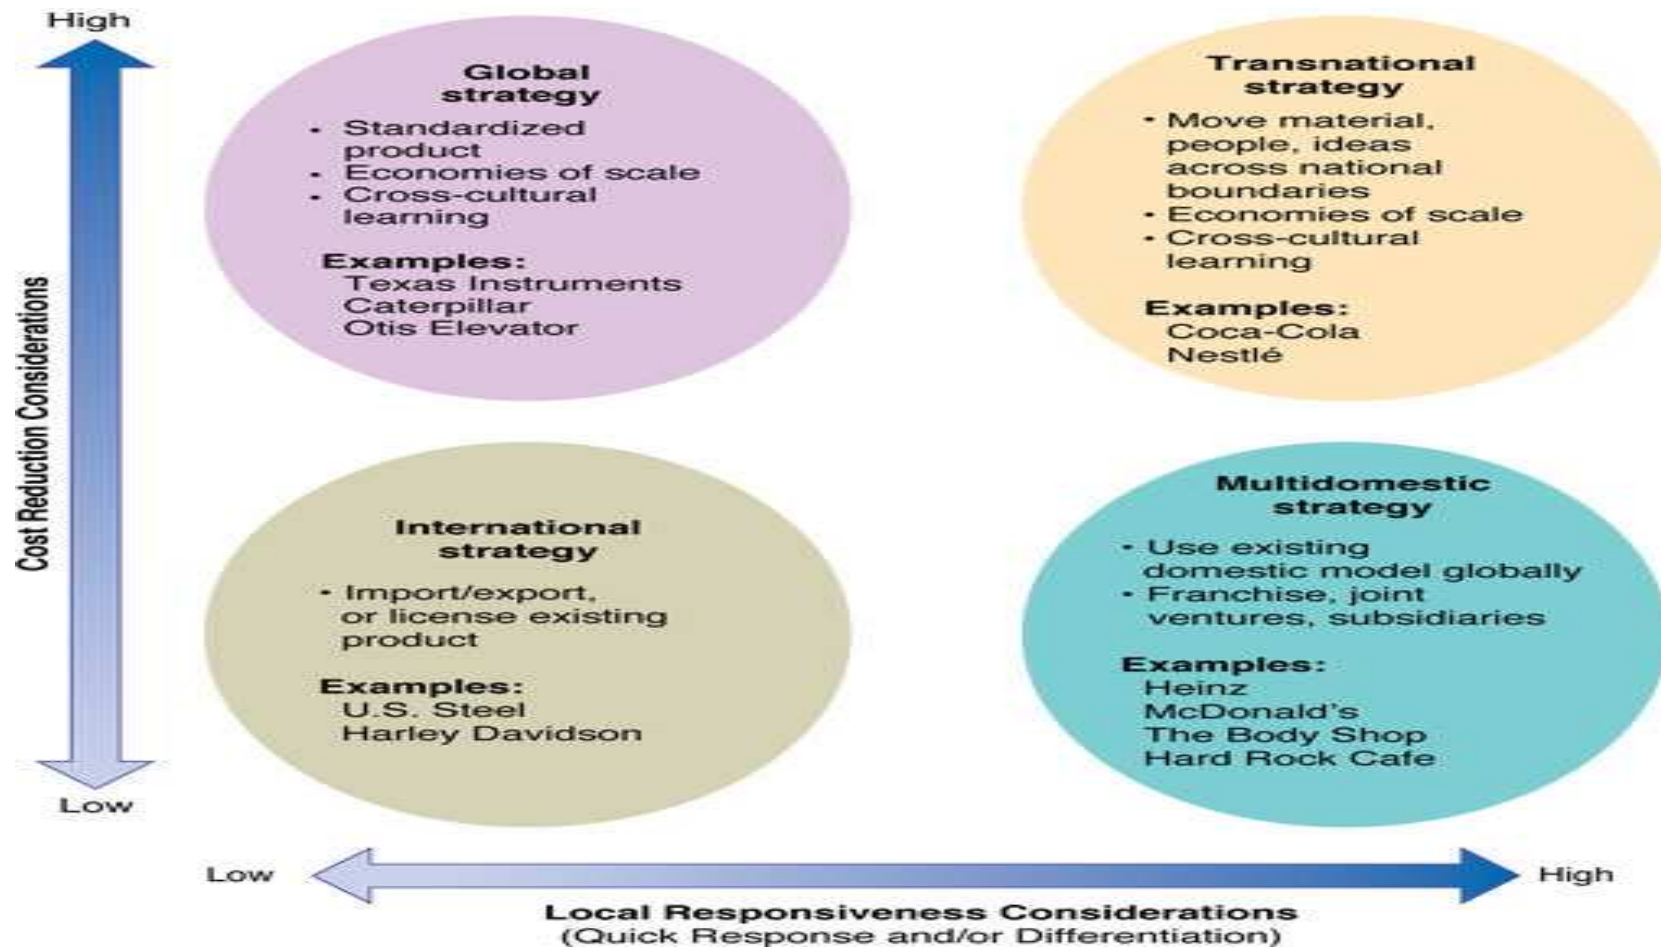 High
Cost Reduction Considerations
Low
Global
strategy
• Standardized
product
• Economies of scale
• Cross-cultural
learning
Examples:
Texas Instruments
Caterpillar
Otis Elevator
Transnational
strategy
• Move material,
people, ideas
across national
boundaries
• Economies of scale
• Cross-cultural
learning
Examples:
Coca-Cola
Nestlé
International
strategy
• Import/export,
or license existing
product
Examples:
U.S. Steel
Harley Davidson
Multidomestic
strategy
• Use existing
domestic model globally
• Franchise, joint
ventures, subsidiaries
Examples:
Heinz
McDonald's
The Body Shop
Hard Rock Cafe
Low
High
Local Responsiveness Considerations
(Quick Response and/or Differentiation)